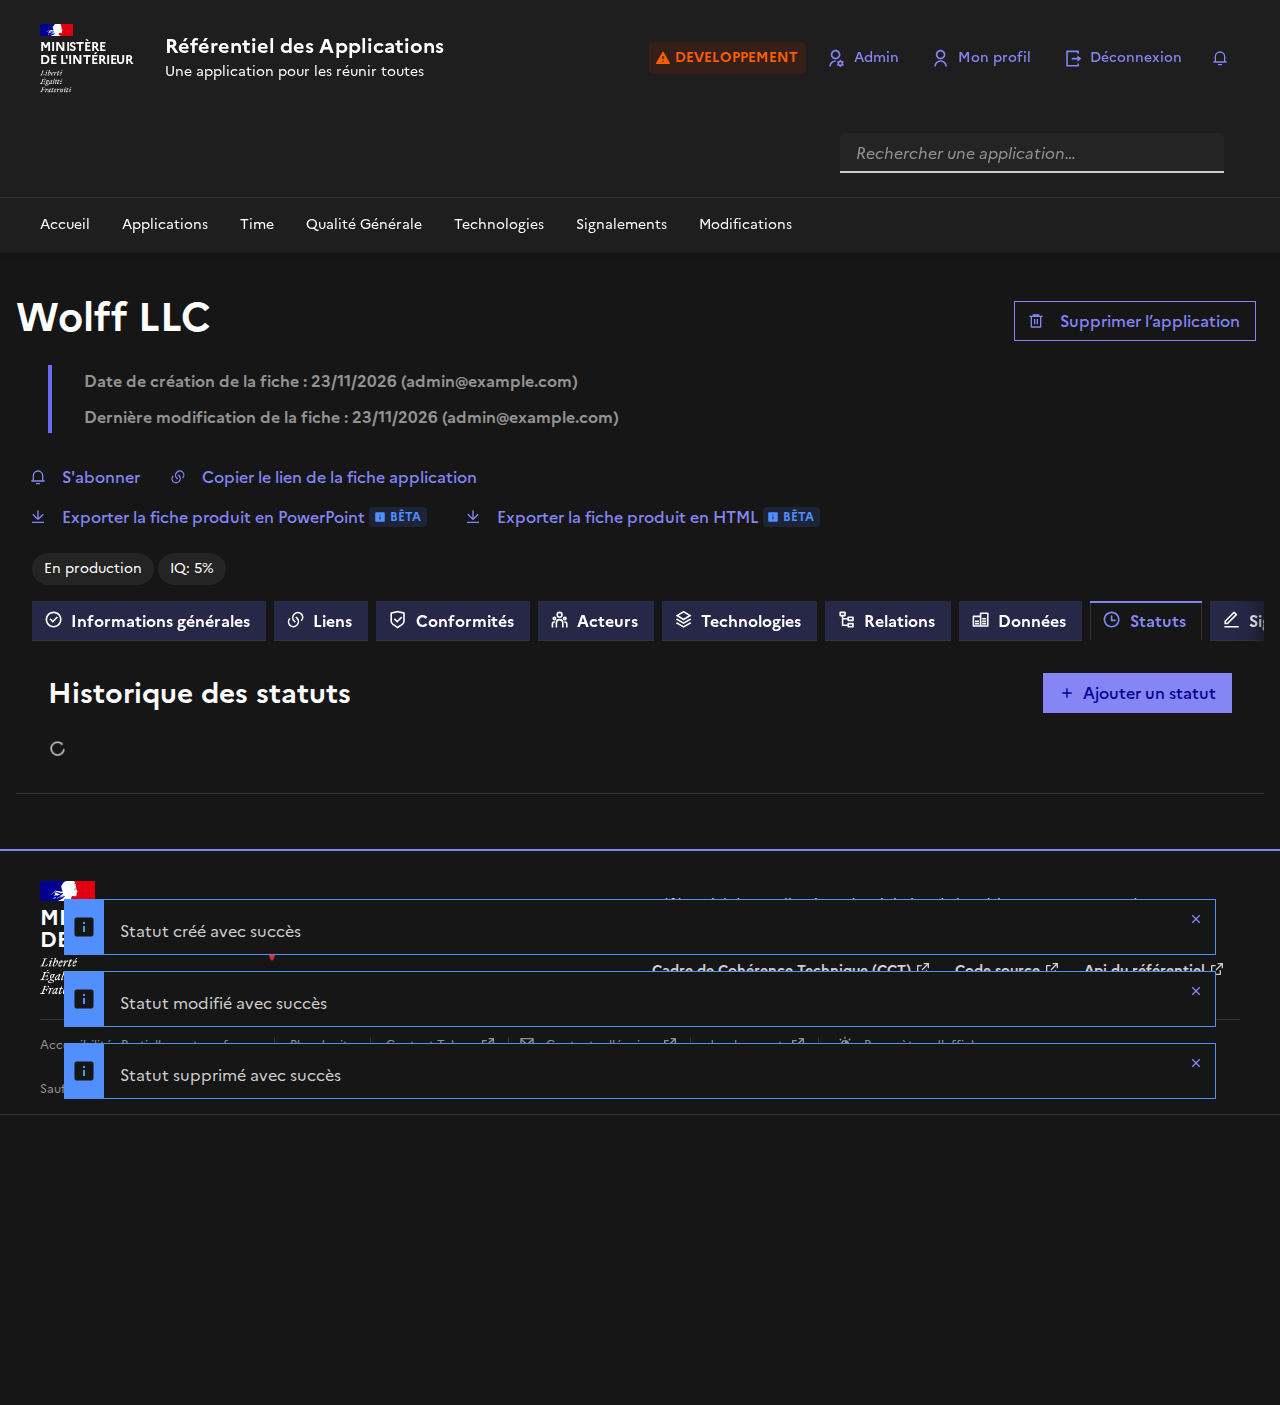 MINISTÈRE
DE L'INTÉRIEUR
Liberté
Égalité
Fraternité
Référentiel des Applications
Une application pour les réunir toutes
DEVELOPPEMENT
Admin
Mon profil
Déconnexion
Rechercher une application...
Accueil
Applications
Time
Qualité Générale
Technologies
Signalements
Modifications
Wolff LLC
Supprimer l’application
Date de création de la fiche : 23/11/2026 (admin@example.com)
Dernière modification de la fiche : 23/11/2026 (admin@example.com)
S'abonner
Copier le lien de la fiche application
Exporter la fiche produit en PowerPoint BÊTA
Exporter la fiche produit en HTML BÊTA
En production
IQ: 5%
Informations générales
Liens
Conformités
Acteurs
Technologies
Relations
Données
Statuts
Historique des statuts
Ajouter un statut
Statut créé avec succès
Cadre de Cohérence Technique (CCT)
Code source
Api du référentiel
Liberté
Statut modifié avec succès
Statut supprimé avec succès